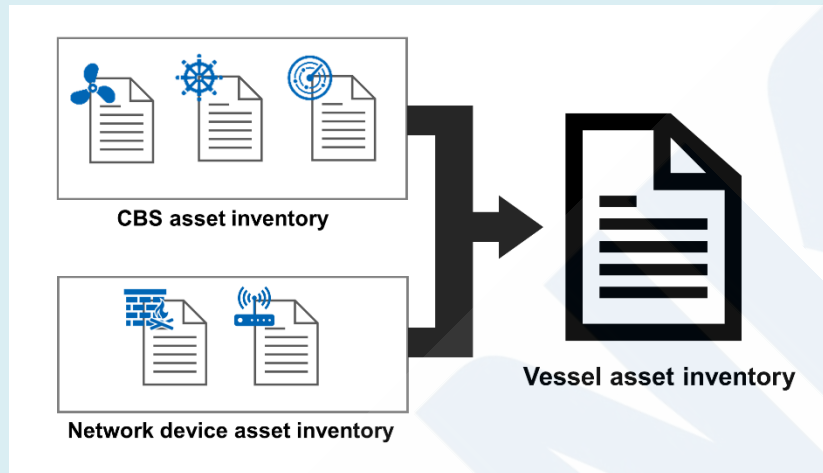 CBS asset inventory
Network device asset inventory
Vessel asset inventory